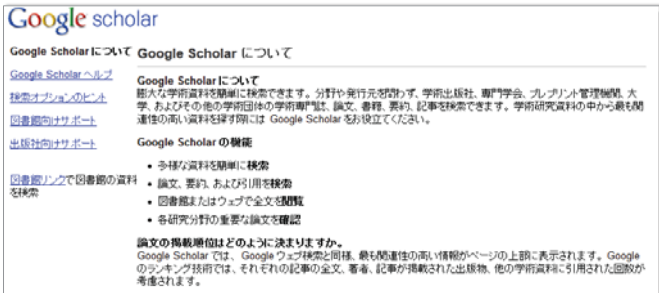 Google scholar
Google Scholar について
Google Scholar ヘルプ
検索オプションのヒント
図書館向けサポート
出版社向けサポート
図書館リンクで図書館の資料
を検索
Google Scholar について
Google Scholar について
膨大な学術資料を簡単に検索できます。分野や発行元を問わず、学術出版社、専門学会、プレプリント管理機関、大
学、およびその他の学術団体の学術専門誌、論文、書籍、要約、記事を検索できます。学術研究資料の中から最も関
連性の高い資料を探す際には Google Scholar をお役立てください。
Google Scholar の機能
• 多様な資料を簡単に検索
• 論文、要約、および引用を検索
• 図書館またはウェブで全文を閲覧
• 各研究分野の重要な論文を確認
論文の掲載順位はどのように決まりますか。
Google Scholar では、Google ウェブ検索と同様、最も関連性の高い情報がページの上部に表示されます。Google
のランキング技術では、それぞれの記事の全文、著者、記事が掲載された出版物、他の学術資料に引用された回数が
考慮されます。